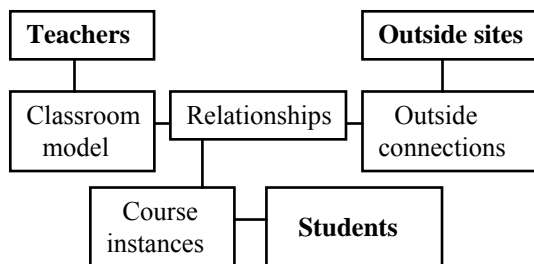 Teachers
Outside sites
Classroom
model
Relationships
Outside
connections
Course
instances
Students